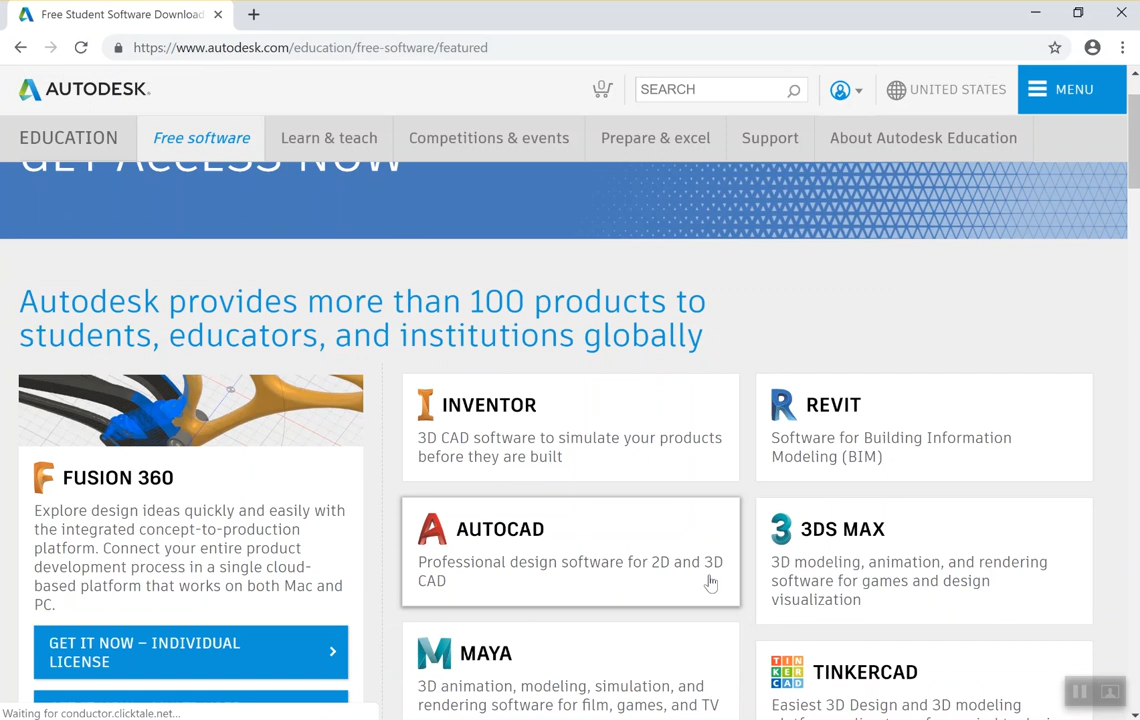 Free Student Software Download
https://www.autodesk.com/education/free-software/featured
AUTODESK.
0
SEARCH
UNITED STATES
MENU
EDUCATION
Free software
Learn & teach
Competitions & events
Prepare & excel
Support
About Autodesk Education
GET ACCESS NOW
Autodesk provides more than 100 products to
students, educators, and institutions globally
FUSION 360
Explore design ideas quickly and easily with
the integrated concept-to-production
platform. Connect your entire product
development process in a single cloud-
based platform that works on both Mac and
PC.
GET IT NOW – INDIVIDUAL
LICENSE
INVENTOR
3D CAD software to simulate your products
before they are built
REVIT
Software for Building Information
Modeling (BIM)
AUTOCAD
Professional design software for 2D and 3D
CAD
3DS MAX
3D modeling, animation, and rendering
software for games and design
visualization
MAYA
3D animation, modeling, simulation, and
rendering software for film, games, and TV
TIN
KER
CAD
TINKERCAD
Easiest 3D Design and 3D modeling
Waiting for conductor.clicktale.net...